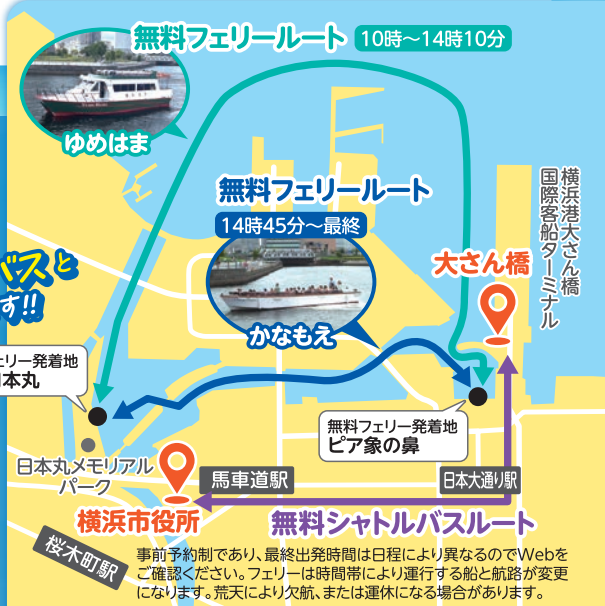 無料フェリールート 10時〜14時10分
ゆめはま
無料フェリールート
14時45分〜最終
かなもえ
バスと
す!!
大さん橋
横浜港大さん橋
国際客船ターミナル
ェリー発着地
本丸
無料フェリー発着地
ピア象の鼻
日本丸メモリアル
パーク
横浜市役所
馬車道駅
日本大通り駅
無料シャトルバスルート
桜木町駅
事前予約制であり、最終出発時間は日程により異なるのでWebを
ご確認ください。フェリーは時間帯により運行する船と航路が変更
になります。荒天により欠航、または運休になる場合があります。